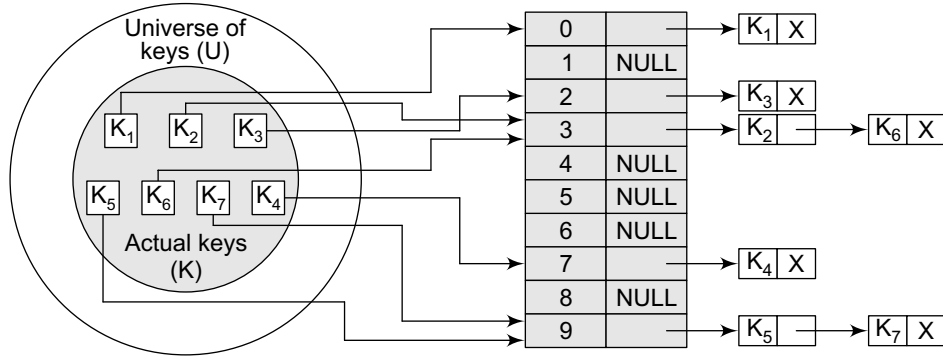 Universe of
keys (U)
K₁ K₂ K₃
K₅ K₆ K₇ K₄
Actual keys
(K)
0 K₁ X
1 NULL
2 K₃ X
3 K₂ K₆ X
4 NULL
5 NULL
6 NULL
7 K₄ X
8 NULL
9 K₅ K₇ X